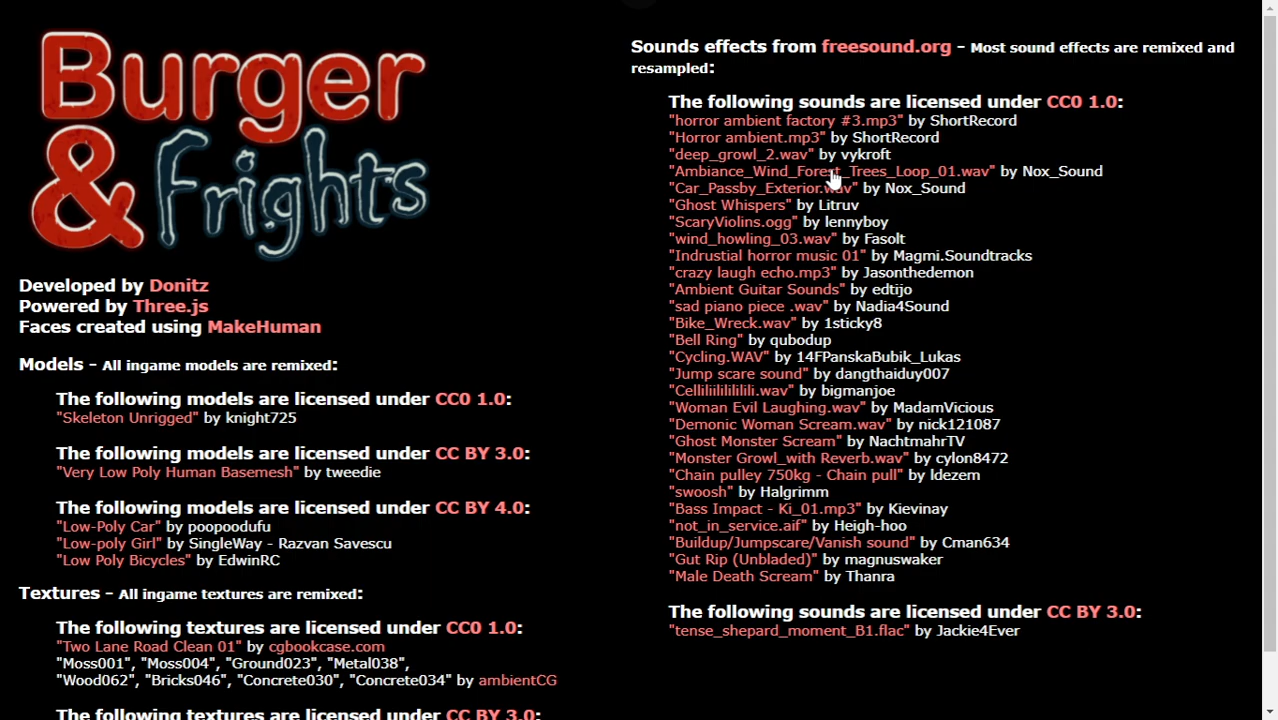 Burger
& Frights
Developed by Donitz
Powered by Three.js
Faces created using MakeHuman
Models - All ingame models are remixed:
The following models are licensed under CC0 1.0:
"Skeleton Unrigged" by knight725
The following models are licensed under CC BY 3.0:
"Very Low Poly Human Basemesh" by tweedie
The following models are licensed under CC BY 4.0:
"Low-Poly Car" by poopoodufu
"Low-poly Girl" by SingleWay - Razvan Savescu
"Low Poly Bicycles" by EdwinRC
Textures - All ingame textures are remixed:
The following textures are licensed under CC0 1.0:
"Two Lane Road Clean 01" by cgbookcase.com
"Moss001", "Moss004", "Ground023", "Metal038",
"Wood062", "Bricks046", "Concrete030", "Concrete034" by ambientCG
The following textures are licensed under CC BY 3.0:
Sounds effects from freesound.org - Most sound effects are remixed and
resampled:
The following sounds are licensed under CC0 1.0:
"horror ambient factory #3.mp3" by ShortRecord
"Horror ambient.mp3" by ShortRecord
"deep_growl_2.wav" by vykroft
"Ambiance_Wind_Forest_Trees_Loop_01.wav" by Nox_Sound
"Car_Passby_Exterior.wav" by Nox_Sound
"Ghost Whispers" by Litruv
"ScaryViolins.ogg" by lennyboy
"wind_howling_03.wav" by Fasolt
"Indrustial horror music 01" by Magmi.Soundtracks
"crazy laugh echo.mp3" by Jasonthedemon
"Ambient Guitar Sounds" by edtijo
"sad piano piece .wav" by Nadia4Sound
"Bike_Wreck.wav" by 1sticky8
"Bell Ring" by qubodup
"Cycling.WAV" by 14FPanskaBubik_Lukas
"Jump scare sound" by dangthaiduy007
"Celliliililililili.wav" by bigmanjoe
"Woman Evil Laughing.wav" by MadamVicious
"Demonic Woman Scream.wav" by nick121087
"Ghost Monster Scream" by NachtmahrTV
"Monster Growl_with Reverb.wav" by cylon8472
"Chain pulley 750kg - Chain pull" by ldezem
"swoosh" by Halgrimm
"Bass Impact - Ki_01.mp3" by Kievinay
"not_in_service.aif" by Heigh-hoo
"Buildup/Jumpscare/Vanish sound" by Cman634
"Gut Rip (Unbladed)" by magnuswaker
"Male Death Scream" by Thanra
The following sounds are licensed under CC BY 3.0:
"tense_shepard_moment_B1.flac" by Jackie4Ever